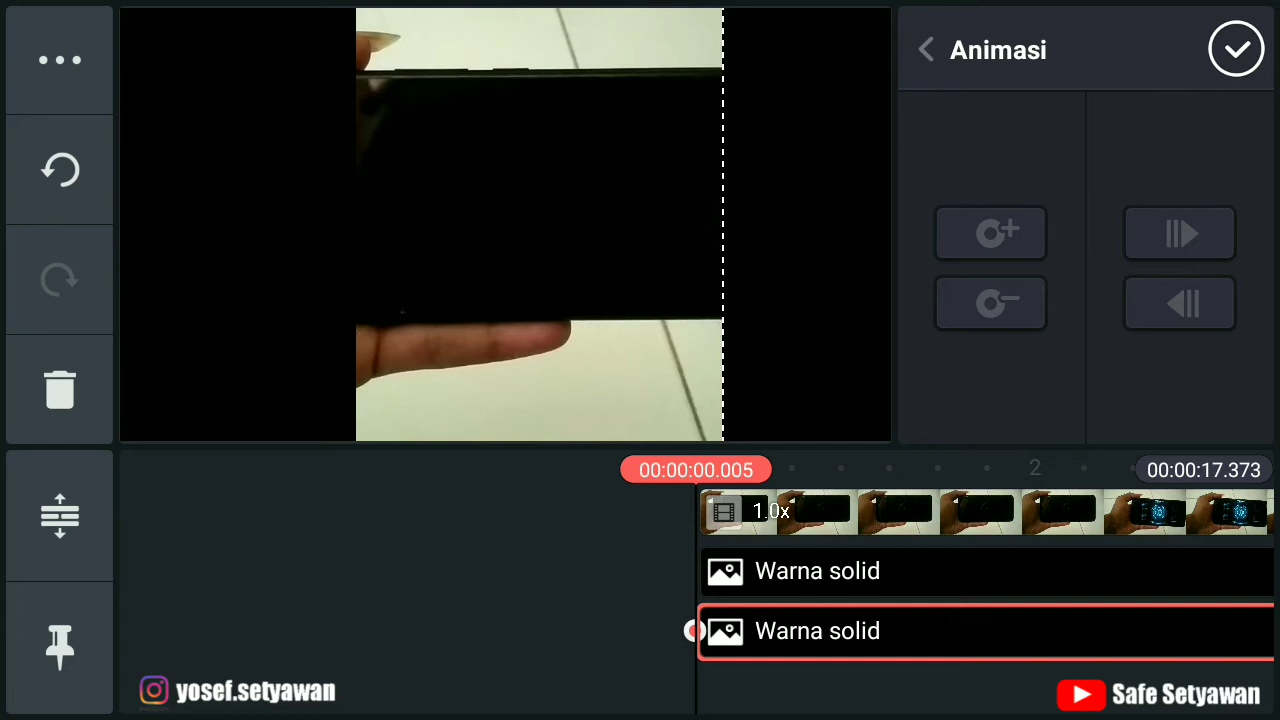 Animasi
00:00:00.005
2
00:00:17.373
1.0x
Warna solid
Warna solid
yosef.setyawan
Safe Setyawan